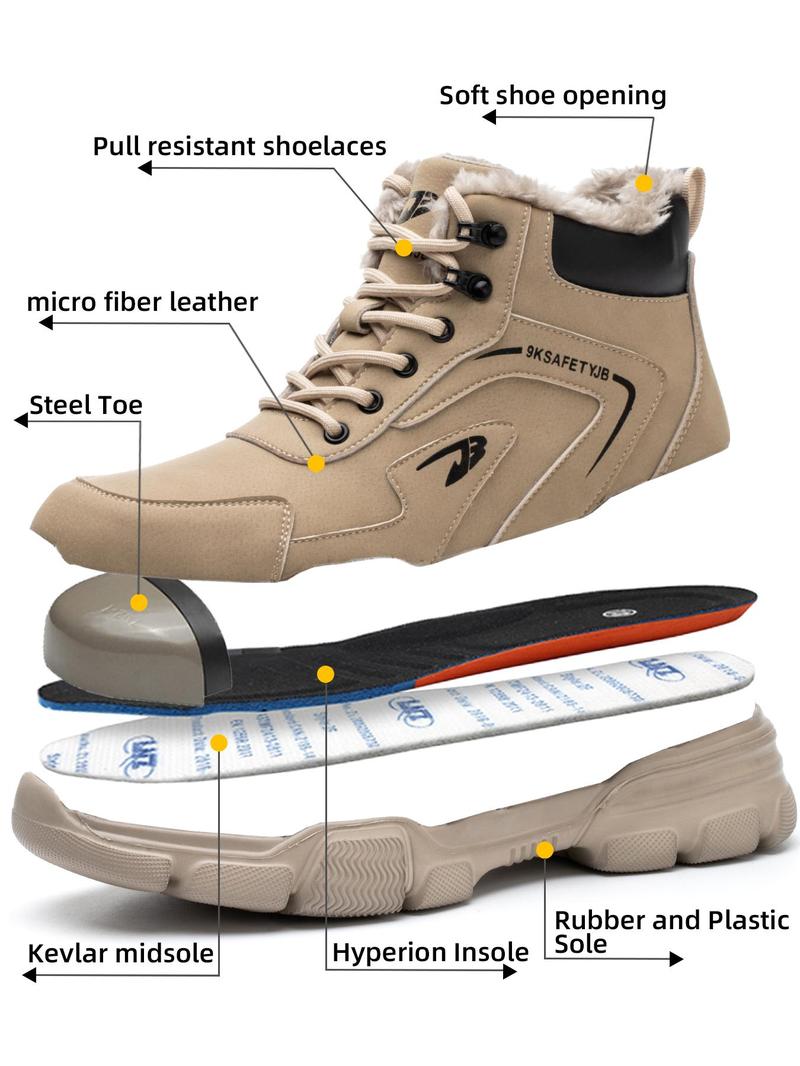 Soft shoe opening
Pull resistant shoelaces
micro fiber leather
9KSAFETYJB
Steel Toe
Kevlar midsole
Hyperion Insole
Rubber and Plastic
Sole